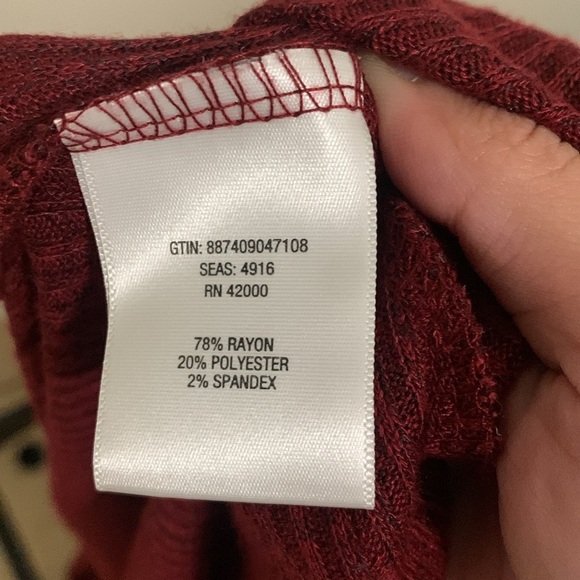 GTIN: 887409047108
SEAS: 4916
RN 42000
78% RAYON
20% POLYESTER
2% SPANDEX